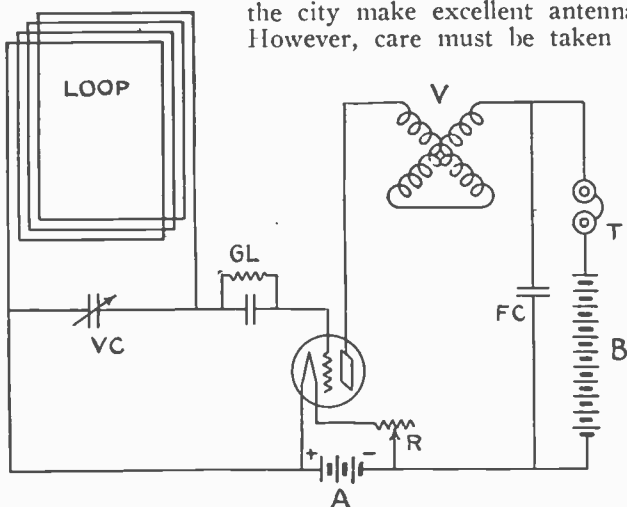 the city make excellent antenna
However, care must be taken
LOOP
V
GL
T
VC
FC
B
R
+ -
A